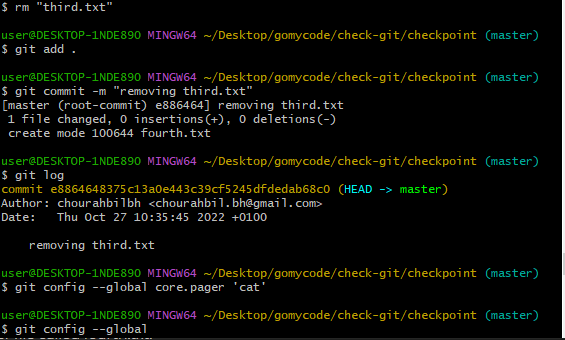 $ rm "third.txt"
user@DESKTOP-1NDE890 MINGW64 ~/Desktop/gomycode/check-git/checkpoint (master)
$ git add .
user@DESKTOP-1NDE890 MINGW64 ~/Desktop/gomycode/check-git/checkpoint (master)
$ git commit -m "removing third.txt"
[master (root-commit) e886464] removing third.txt
 1 file changed, 0 insertions(+), 0 deletions(-)
 create mode 100644 fourth.txt
user@DESKTOP-1NDE890 MINGW64 ~/Desktop/gomycode/check-git/checkpoint (master)
$ git log
commit e8864648375c13a0e443c39cf5245dfdedab68c0 (HEAD -> master)
Author: chourahbilbh <chourahbil.bh@gmail.com>
Date:   Thu Oct 27 10:35:45 2022 +0100
    removing third.txt
user@DESKTOP-1NDE890 MINGW64 ~/Desktop/gomycode/check-git/checkpoint (master)
$ git config --global core.pager 'cat'
user@DESKTOP-1NDE890 MINGW64 ~/Desktop/gomycode/check-git/checkpoint (master)
$ git config --global